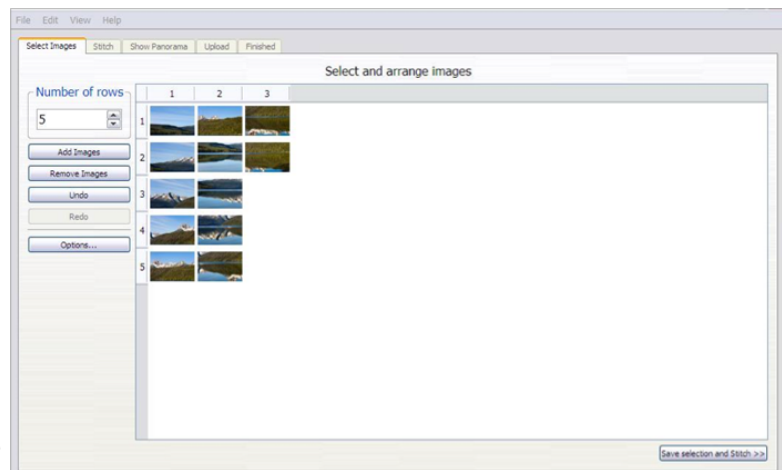 File Edit View Help
Select Images Stitch Show Panorama Upload Finished
Select and arrange images
Number of rows
5
Add Images
Remove Images
Undo
Redo
Options...
1 2 3
1
2
3
4
5
Save selection and Stitch >>